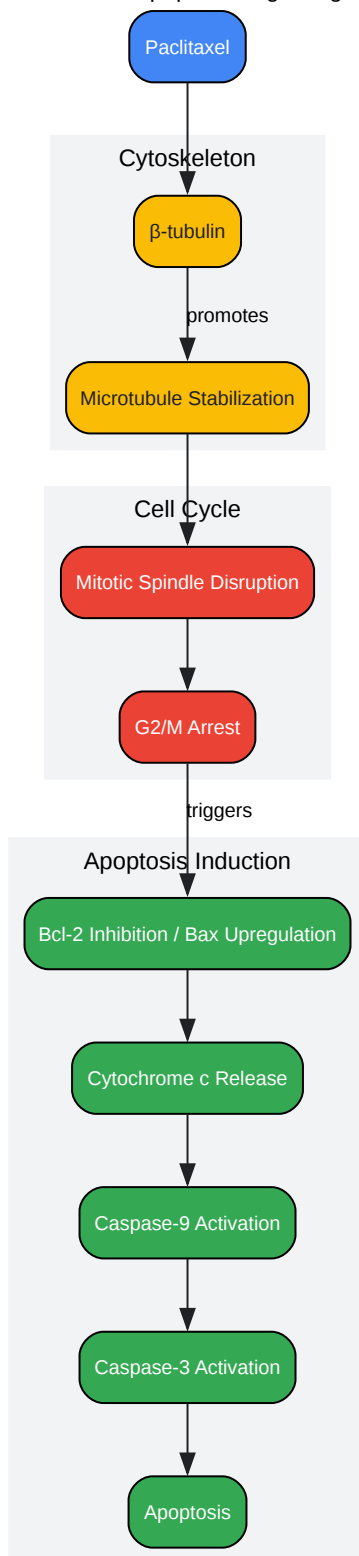 Paclitaxel
Cytoskeleton
β-tubulin
promotes
Microtubule Stabilization
Cell Cycle
Mitotic Spindle Disruption
G2/M Arrest
triggers
Apoptosis Induction
Bcl-2 Inhibition / Bax Upregulation
Cytochrome c Release
Caspase-9 Activation
Caspase-3 Activation
Apoptosis